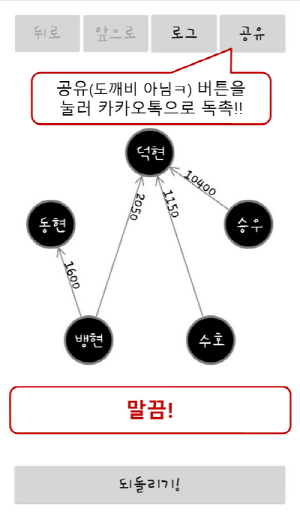 뒤로 앞으로 로그 공유
공유(도깨비 아님ㅋ) 버튼을
눌러 카카오톡으로 독촉!!
덕현
10400
2050
1150
동현
승우
1600
뱅현
수호
말끔!
되돌리기!